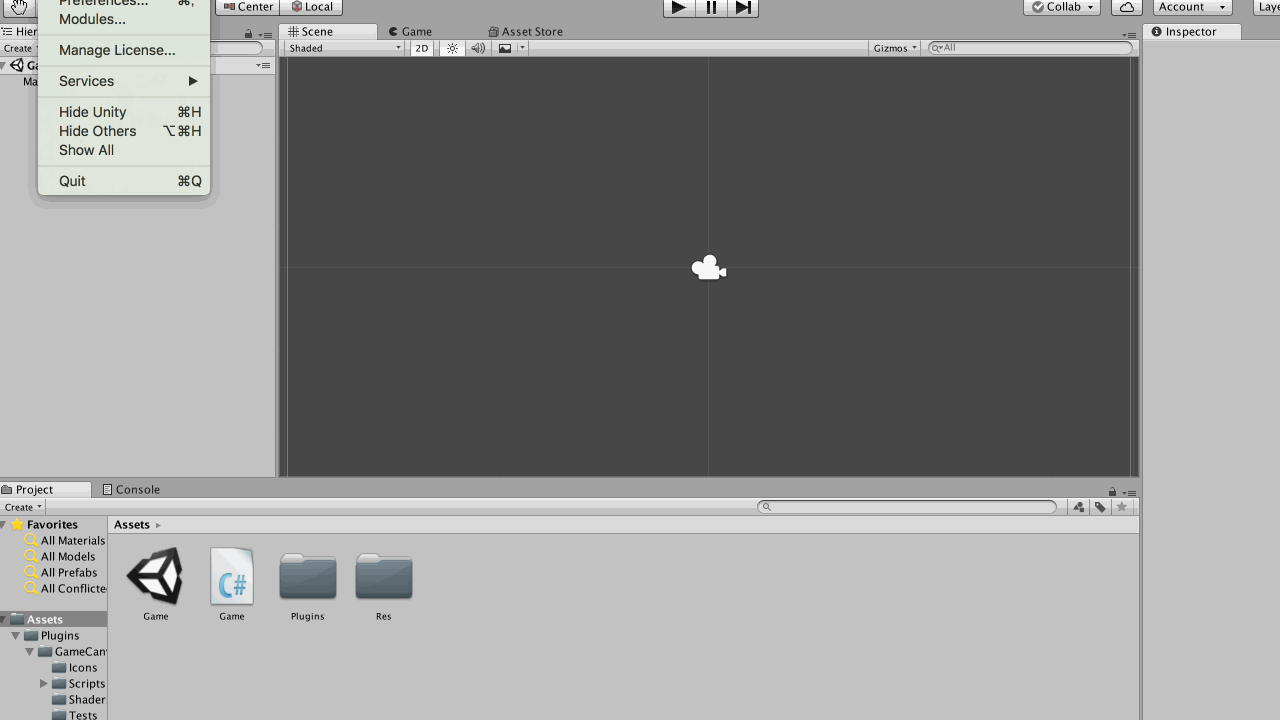 Preferences... ⌘,
Modules...
Manage License...
Services
Hide Unity ⌘H
Hide Others ⌥⌘H
Show All
Quit ⌘Q
Center Local
Collab Account
Hier
Create
Ga
Ma
Scene Game Asset Store
Shaded 2D Gizmos All
Inspector
Project Console
Create
Favorites
All Materials
All Models
All Prefabs
All Conflicte
Assets
Plugins
GameCan
Icons
Scripts
Shader
Tests
Assets
C#
Game Game Plugins Res